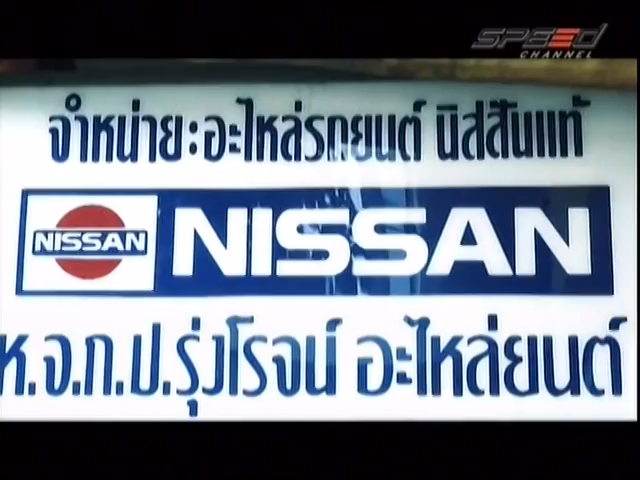 SPEED
CHANNEL
จำหน่ายะอะไหล่รถยนต์ นิสสันแท้
NISSAN
NISSAN
ห.จ.ก.ป.รุ่งโรจน์ อะไหล่ยนต์